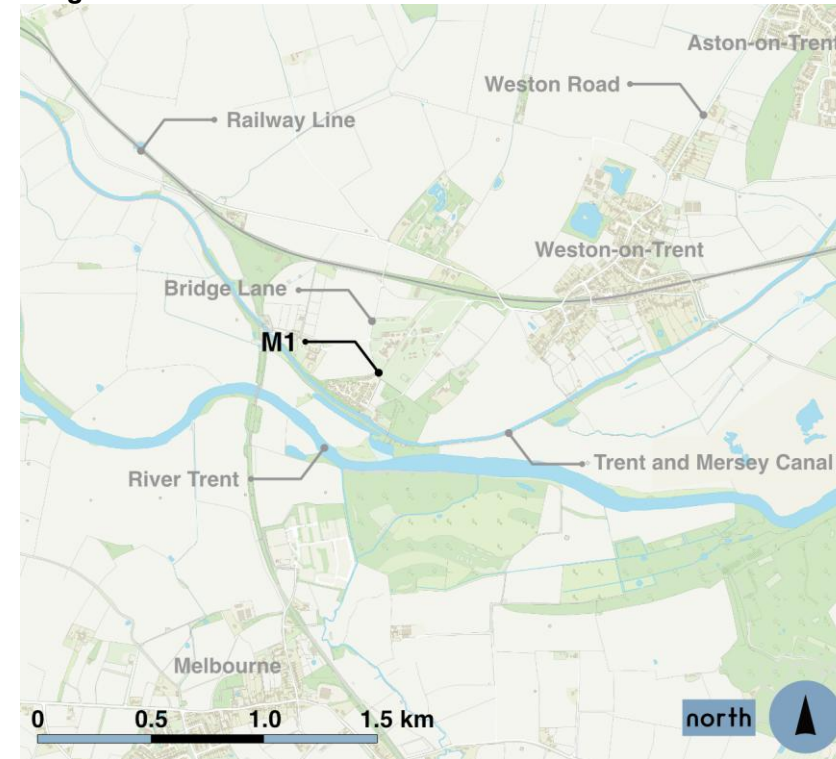 Aston-on-Trent
Weston Road
Railway Line
Weston-on-Trent
Bridge Lane
M1
River Trent
Trent and Mersey Canal
Melbourne
0 0.5 1.0 1.5 km
north